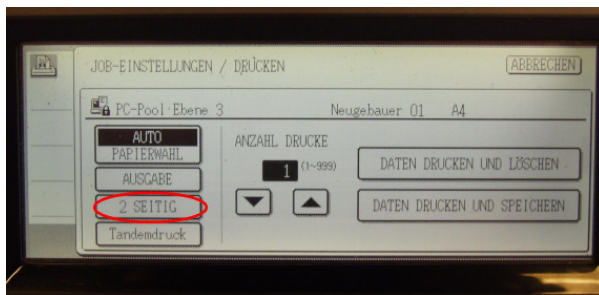 JOB-EINSTELLUNGEN / DRÜCKEN
ABBRECHEN
PC-Pool Ebene 3 Neugebauer 01 A4
AUTO
PAPIERWAHL
AUSGABE
2 SEITIG
Tandemdruck
ANZAHL DRUCKE
1 (1~999)
DATEN DRUCKEN UND LÖSCHEN
DATEN DRUCKEN UND SPEICHERN